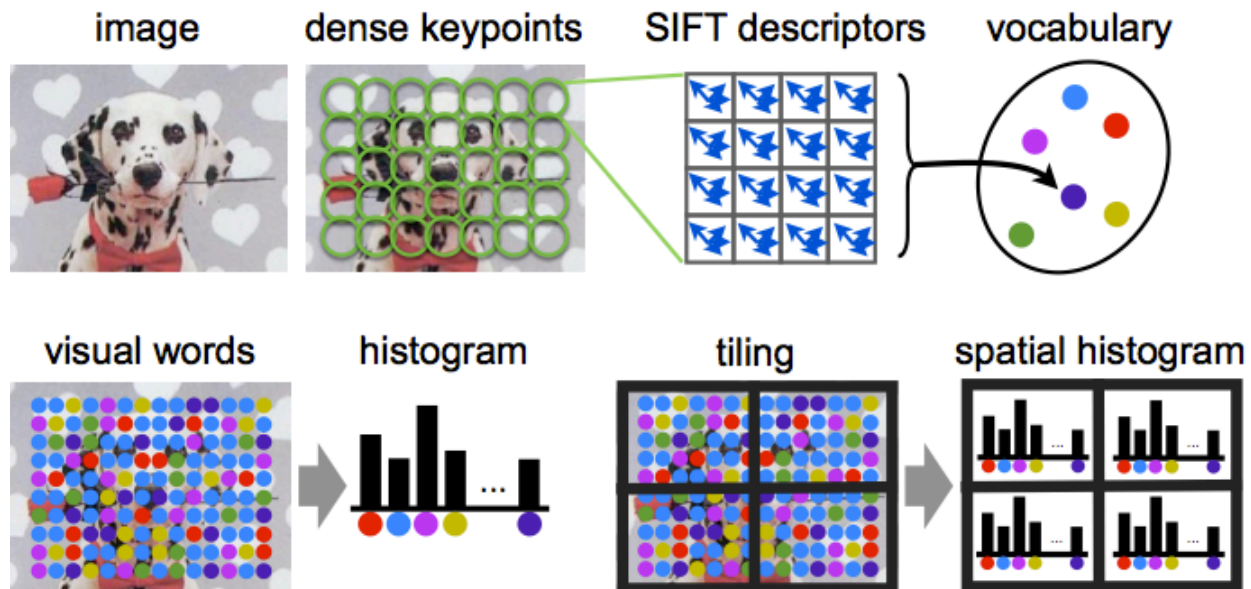 image
dense keypoints
SIFT descriptors
vocabulary
visual words
histogram
tiling
spatial histogram
...
...
...
...
...